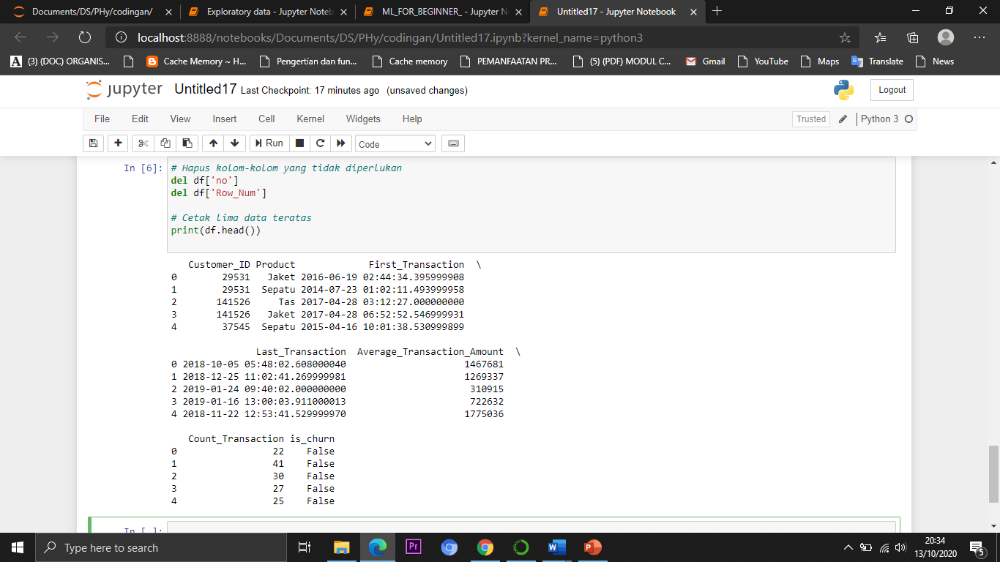 Documents/DS/PHy/codingan/
Exploratory data - Jupyter Noteb
ML_FOR_BEGINNER_ - Jupyter N
Untitled17 - Jupyter Notebook
localhost:8888/notebooks/Documents/DS/PHy/codingan/Untitled17.ipynb?kernel_name=python3
A (3) (DOC) ORGANIS...
Cache Memory ~ H...
Pengertian dan fun...
Cache memory
PEMANFAATAN PR...
(5) (PDF) MODUL C...
Gmail
YouTube
Maps
Translate
News
jupyter Untitled17 Last Checkpoint: 17 minutes ago (unsaved changes)
Logout
File Edit View Insert Cell Kernel Widgets Help
Trusted
Python 3
Run
Code
In [6]: # Hapus kolom-kolom yang tidak diperlukan
del df['no']
del df['Row_Num']
# Cetak lima data teratas
print(df.head())
Customer_ID Product First_Transaction \
0 29531 Jaket 2016-06-19 02:44:34.395999908
1 29531 Sepatu 2014-07-23 01:02:11.493999958
2 141526 Tas 2017-04-28 03:12:27.000000000
3 141526 Jaket 2017-04-28 06:52:52.546999931
4 37545 Sepatu 2015-04-16 10:01:38.530999899
Last_Transaction Average_Transaction_Amount \
0 2018-10-05 05:48:02.608000040 1467681
1 2018-12-25 11:02:41.269999981 1269337
2 2019-01-24 09:40:02.000000000 310915
3 2019-01-16 13:00:03.911000013 722632
4 2018-11-22 12:53:41.529999970 1775036
Count_Transaction is_churn
0 22 False
1 41 False
2 30 False
3 27 False
4 25 False
In [ ]:
Type here to search
Pr
W
P
20:34
13/10/2020
5